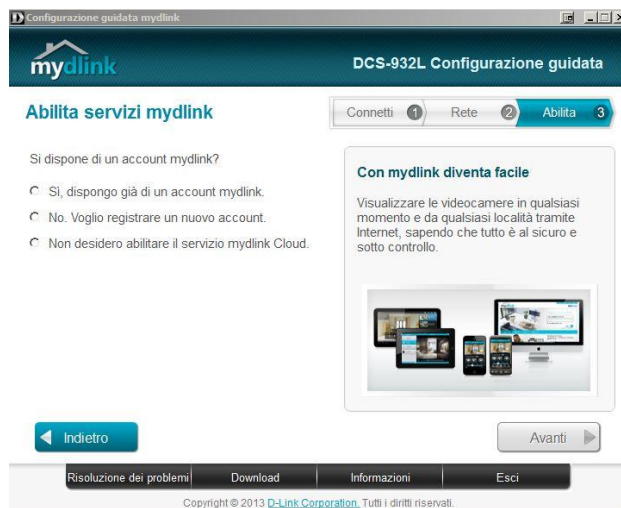 Configurazione guidata mydlink
mydlink
DCS-932L Configurazione guidata
Abilita servizi mydlink
Connetti 1 Rete 2 Abilita 3
Si dispone di un account mydlink?
Sì, dispongo già di un account mydlink.
No. Voglio registrare un nuovo account.
Non desidero abilitare il servizio mydlink Cloud.
Con mydlink diventa facile
Visualizzare le videocamere in qualsiasi
momento e da qualsiasi località tramite
Internet, sapendo che tutto è al sicuro e
sotto controllo.
Indietro
Avanti
Risoluzione dei problemi Download Informazioni Esci
Copyright © 2013 D-Link Corporation. Tutti i diritti riservati.